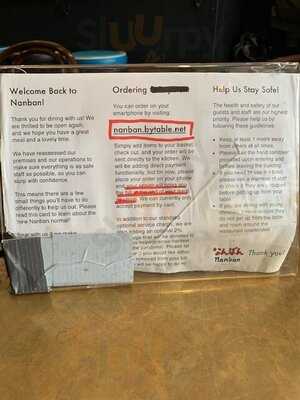 Welcome Back to
Nanban!
Thank you for dining with us! We
are thrilled to be open again,
and we hope you have a great
meal and a lovely time.
We have reassessed our
premises and our operations to
make sure everything is as safe
as possible, so you can
with confidence.
This means there are a few
small things you'll have to do
differently to help us out. Please
read this card to learn about the
new Nanban normal!
Ordering
You can order on your
smartphone by visiting:
nanban.bytable.net
Simply add items to your basket
check out, and your order will be
sent directly to the kitchen. We
will be adding direct payment
functionality, but for now, please
place your order on your phone
and
We can currently only
accept payment by card.
In addition to our standard
optional service charge, we are
an optional 2%
Help Us Stay Safe!
The health and safety of our
guests and staff are our highest
priority. Please help us by
following these guidelines:
• Keep at least 1 metre away
from others at all times.
• Please use the hand sanitiser
provided upon entering and
before leaving the building
• If you need to use a toilet,
please ask a member of staff
to check if they are
before getting up from your
table
• If you are dining with young
children, make sure they
do not get up from the table
and roam around the
restaurant unattended
なんばん
Nanban
Thank you!